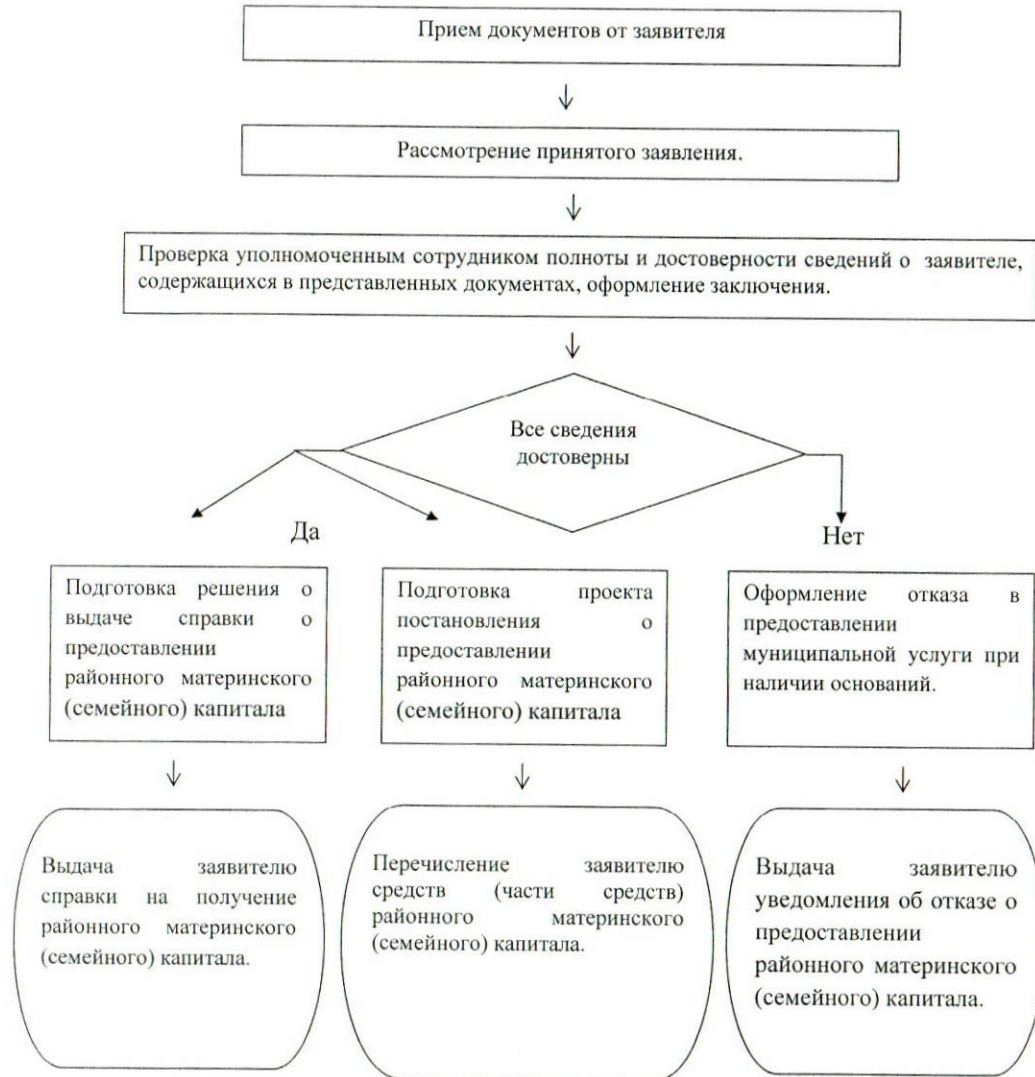 Прием документов от заявителя
Рассмотрение принятого заявления.
Проверка уполномоченным сотрудником полноты и достоверности сведений о заявителе,
содержащихся в представленных документах, оформление заключения.
Все сведения
достоверны
Да
Нет
Подготовка решения о
выдаче справки о
предоставлении
районного материнского
(семейного) капитала
Подготовка проекта
постановления о
предоставлении
районного материнского
(семейного) капитала
Оформление отказа в
предоставлении
муниципальной услуги при
наличии оснований.
Выдача заявителю
справки на получение
районного материнского
(семейного) капитала.
Перечисление заявителю
средств (части средств)
районного материнского
(семейного) капитала.
Выдача заявителю
уведомления об отказе о
предоставлении
районного материнского
(семейного) капитала.